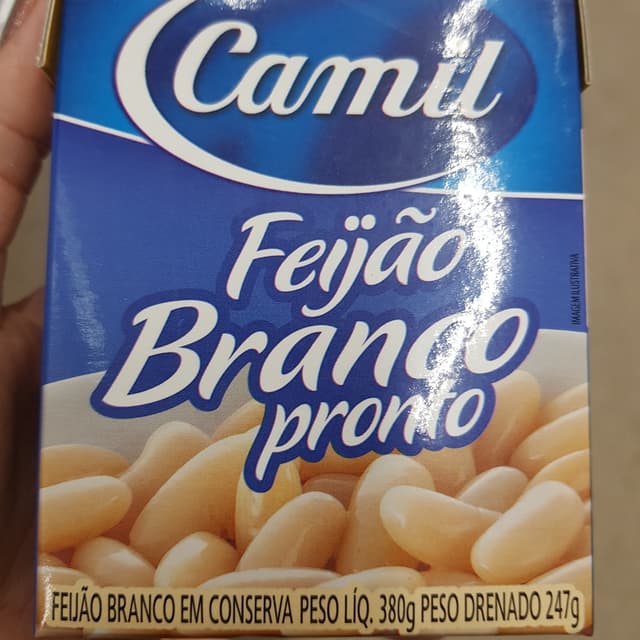 Camil
Feijão
Branco
pronto
IMAGEM ILUSTRATIVA
FEIJÃO BRANCO EM CONSERVA PESO LÍQ. 380g PESO DRENADO 247g